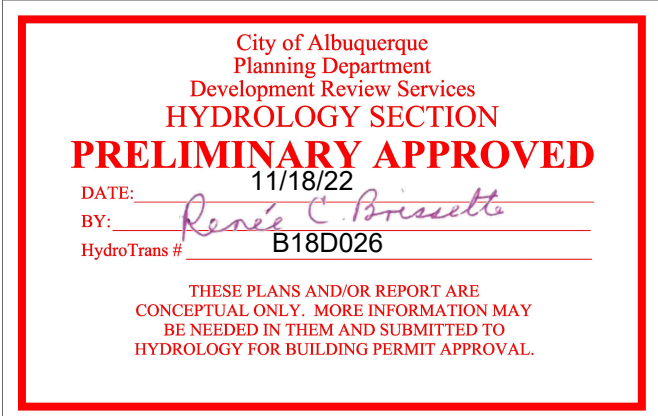 City of Albuquerque
Planning Department
Development Review Services
HYDROLOGY SECTION
PRELIMINARY APPROVED
DATE: 11/18/22
BY: Renée C. Brissette
HydroTrans # B18D026
THESE PLANS AND/OR REPORT ARE
CONCEPTUAL ONLY. MORE INFORMATION MAY
BE NEEDED IN THEM AND SUBMITTED TO
HYDROLOGY FOR BUILDING PERMIT APPROVAL.